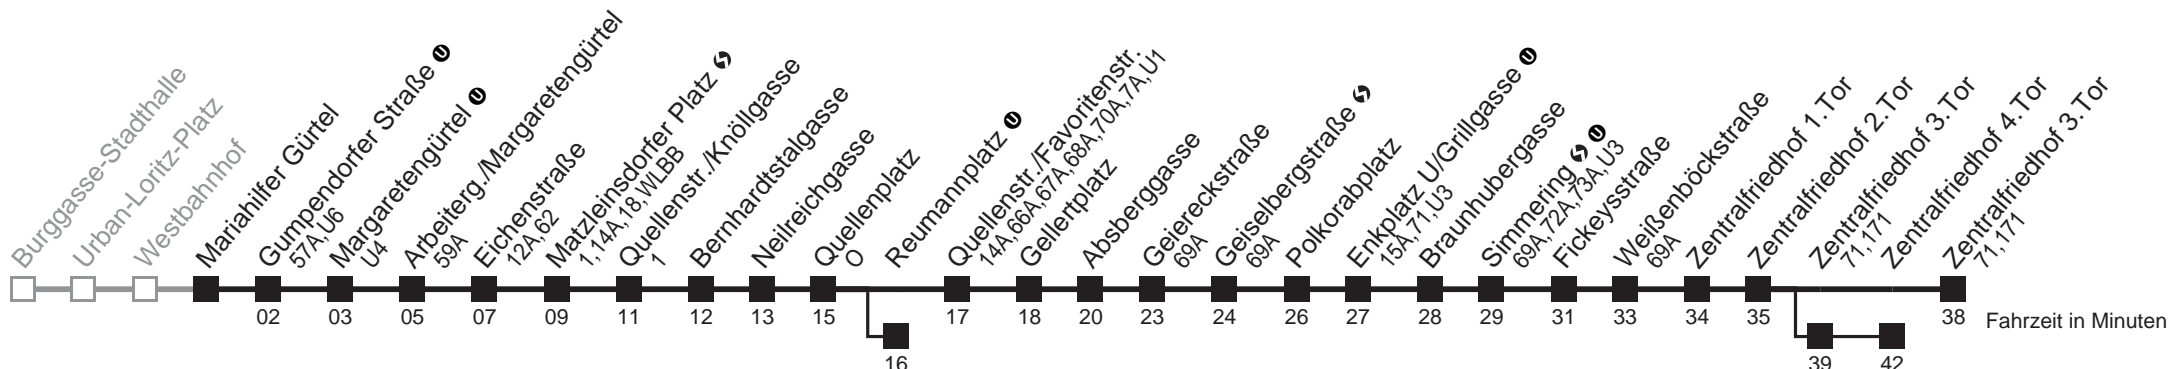 Burggasse-Stadthalle
Urban-Loritz-Platz
Westbahnhof
Mariahilfer Gürtel
Gumpendorfer Straße U
57A,U6
Margaretengürtel U
U4
Arbeiterg./Margaretengürtel
59A
Eichenstraße
12A,62
Matzleinsdorfer Platz
1,14A,18,WLBB
Quellenstr./Knöllgasse
1
Bernhardtstalgasse
Neilreichgasse
Quellenplatz
O
Reumannplatz U
Quellenstr./Favoritenstr.
14A,66A,67A,68A,70A,7A,U1
Gellertplatz
Absberggasse
Geiereckstraße
69A
Geiselbergstraße
69A
Polkorabplatz
Enkplatz U/Grillgasse U
15A,71,U3
Braunhubergasse
Simmering U
69A,72A,73A,U3
Fickeysstraße
Weißenböckstraße
69A
Zentralfriedhof 1.Tor
Zentralfriedhof 2.Tor
Zentralfriedhof 3.Tor
71,171
Zentralfriedhof 4.Tor
Zentralfriedhof 3.Tor
71,171
02 03 05 07 09 11 12 13 15 17 18 20 23 24 26 27 28 29 31 33 34 35 38 Fahrzeit in Minuten
16 39 42